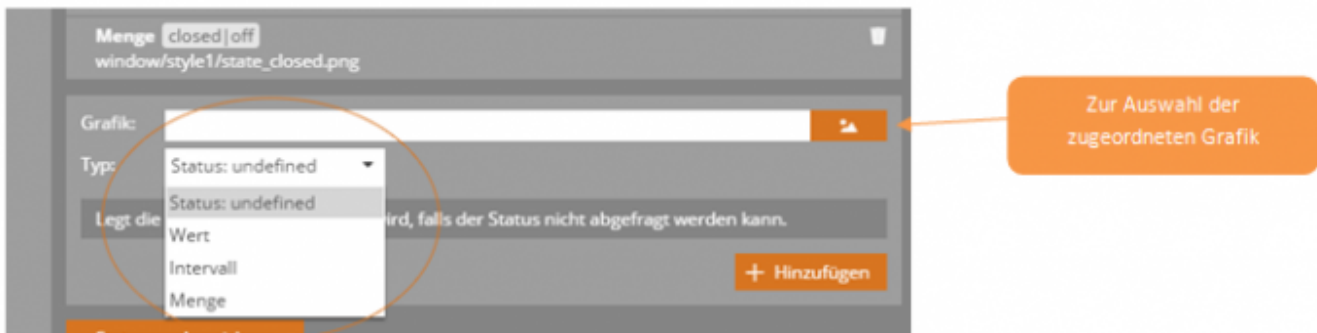 Menge closed|off
window/style1/state_closed.png
Grafik:
Typ: Status: undefined
Status: undefined
Legt die ird, falls der Status nicht abgefragt werden kann.
Wert
Intervall
+ Hinzufügen
Menge
Zur Auswahl der
zugeordneten Grafik